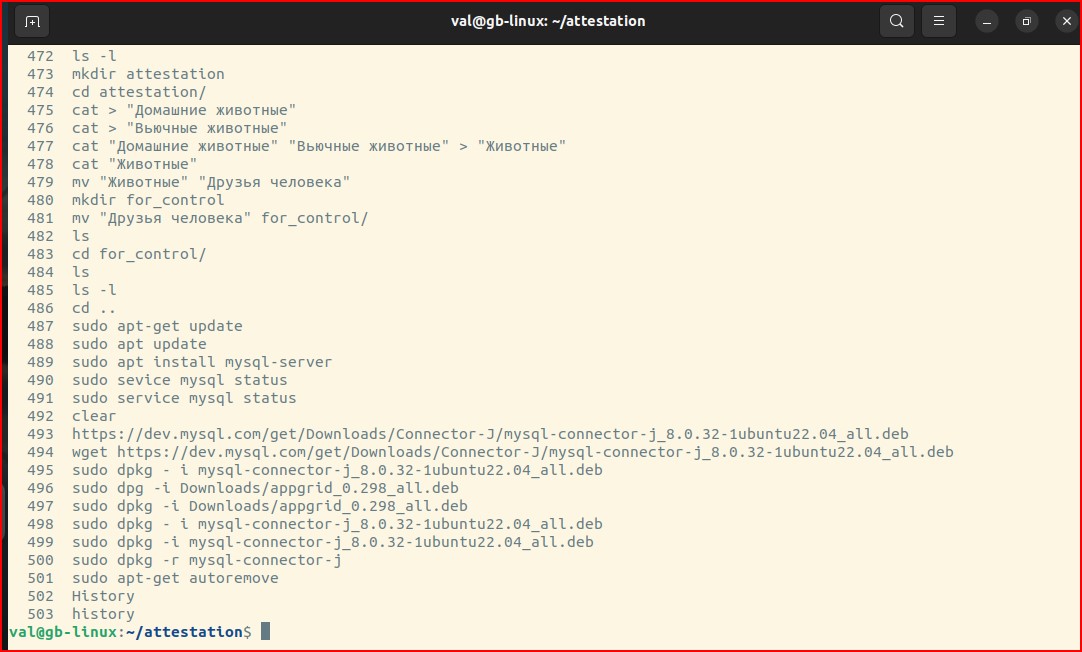 val@gb-linux: ~/attestation
472 ls -l
473 mkdir attestation
474 cd attestation/
475 cat > "Домашние животные"
476 cat > "Вьючные животные"
477 cat "Домашние животные" "Вьючные животные" > "Животные"
478 cat "Животные"
479 mv "Животные" "Друзья человека"
480 mkdir for_control
481 mv "Друзья человека" for_control/
482 ls
483 cd for_control/
484 ls
485 ls -l
486 cd ..
487 sudo apt-get update
488 sudo apt update
489 sudo apt install mysql-server
490 sudo sevice mysql status
491 sudo service mysql status
492 clear
493 https://dev.mysql.com/get/Downloads/Connector-J/mysql-connector-j_8.0.32-1ubuntu22.04_all.deb
494 wget https://dev.mysql.com/get/Downloads/Connector-J/mysql-connector-j_8.0.32-1ubuntu22.04_all.deb
495 sudo dpkg - i mysql-connector-j_8.0.32-1ubuntu22.04_all.deb
496 sudo dpg -i Downloads/appgrid_0.298_all.deb
497 sudo dpkg -i Downloads/appgrid_0.298_all.deb
498 sudo dpkg - i mysql-connector-j_8.0.32-1ubuntu22.04_all.deb
499 sudo dpkg -i mysql-connector-j_8.0.32-1ubuntu22.04_all.deb
500 sudo dpkg -r mysql-connector-j
501 sudo apt-get autoremove
502 History
503 history
val@gb-linux:~/attestation$